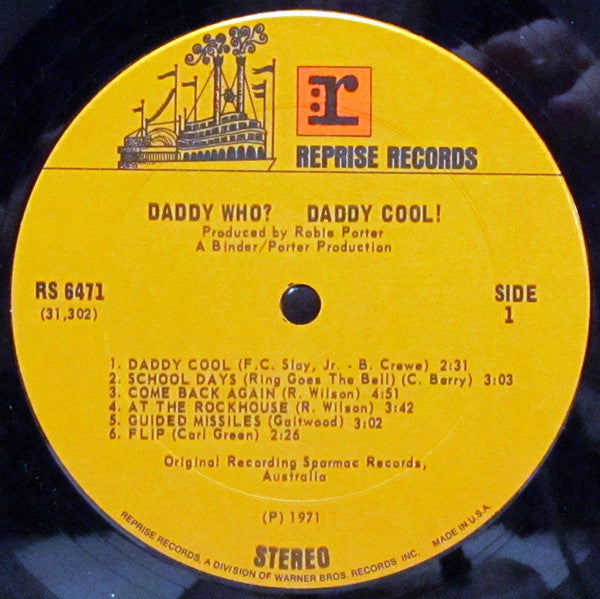 r
REPRISE RECORDS
DADDY WHO? DADDY COOL!
Produced by Robie Porter
A Binder/Porter Production
RS 6471
(31,302)
SIDE
1
1. DADDY COOL (F.C. Slay, Jr. - B. Crewe) 2:31
2. SCHOOL DAYS (Ring Goes The Bell) (C. Berry) 3:03
3. COME BACK AGAIN (R. Wilson) 4:51
4. AT THE ROCKHOUSE (R. Wilson) 3:42
5. GUIDED MISSILES (Gaitwood) 3:02
6. FLIP (Carl Green) 2:26
Original Recording Sparmac Records,
Australia
(P) 1971
STEREO
REPRISE RECORDS, A DIVISION OF WARNER BROS. RECORDS INC. MADE IN U.S.A.